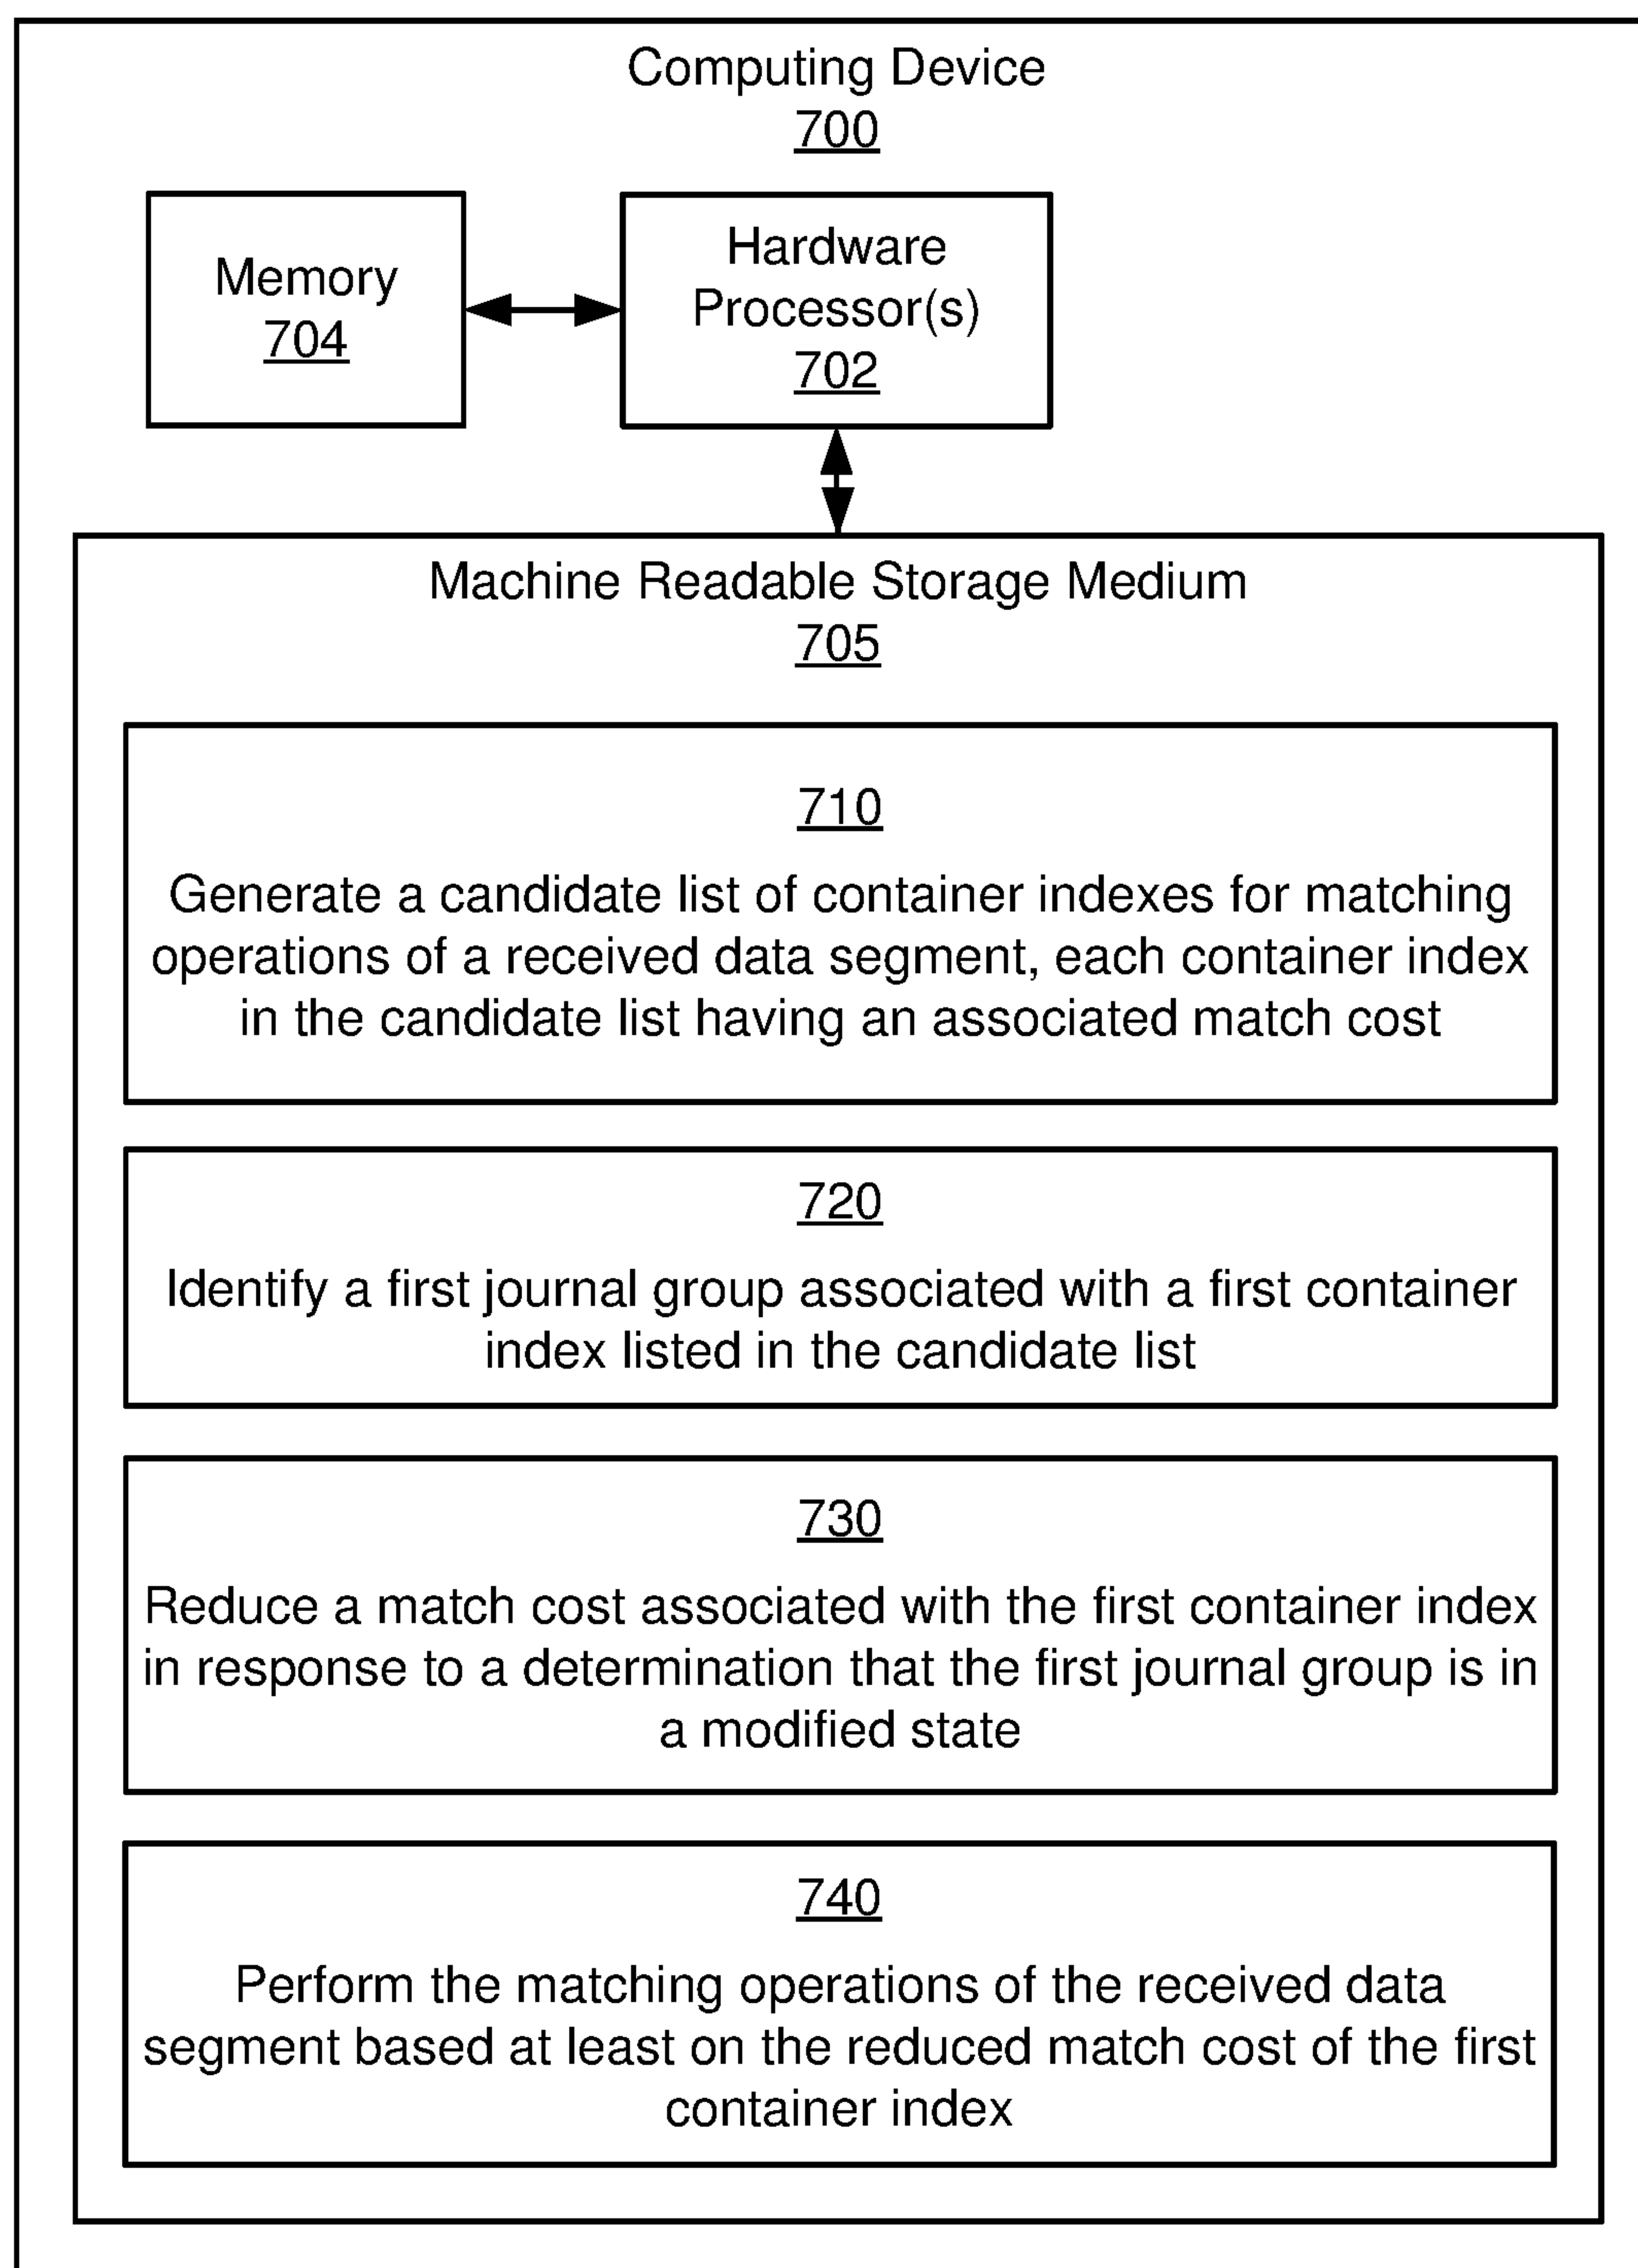 Computing Device
700
Memory
704
Hardware
Processor(s)
702
Machine Readable Storage Medium
705
710
Generate a candidate list of container indexes for matching
operations of a received data segment, each container index
in the candidate list having an associated match cost
720
Identify a first journal group associated with a first container
index listed in the candidate list
730
Reduce a match cost associated with the first container index
in response to a determination that the first journal group is in
a modified state
740
Perform the matching operations of the received data
segment based at least on the reduced match cost of the first
container index